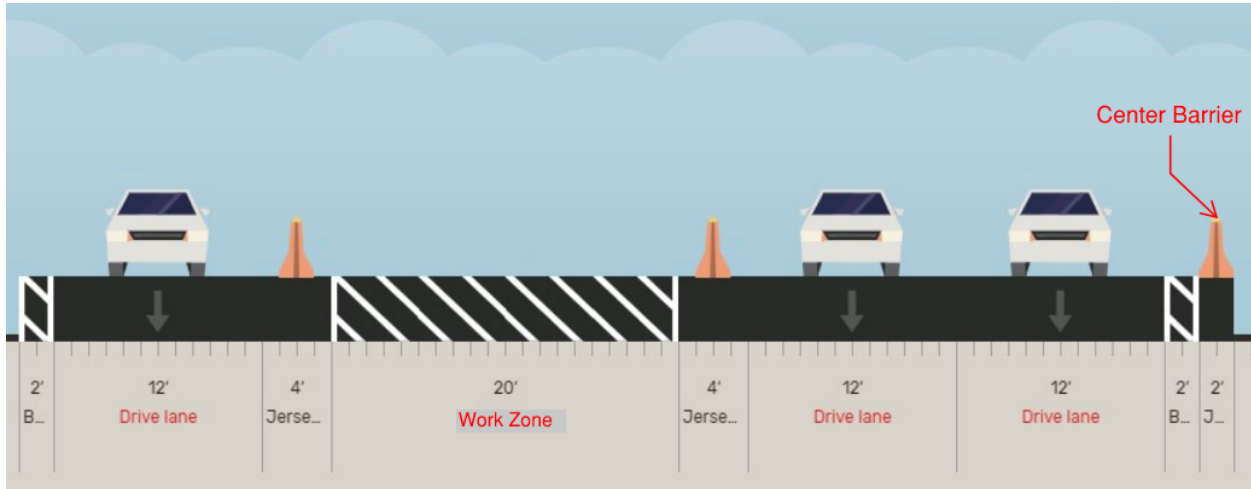 Center Barrier
2' 12' 4' 20' 4' 12' 12' 2' 2'
B... Drive lane Jerse... Work Zone Jerse... Drive lane Drive lane B... J...